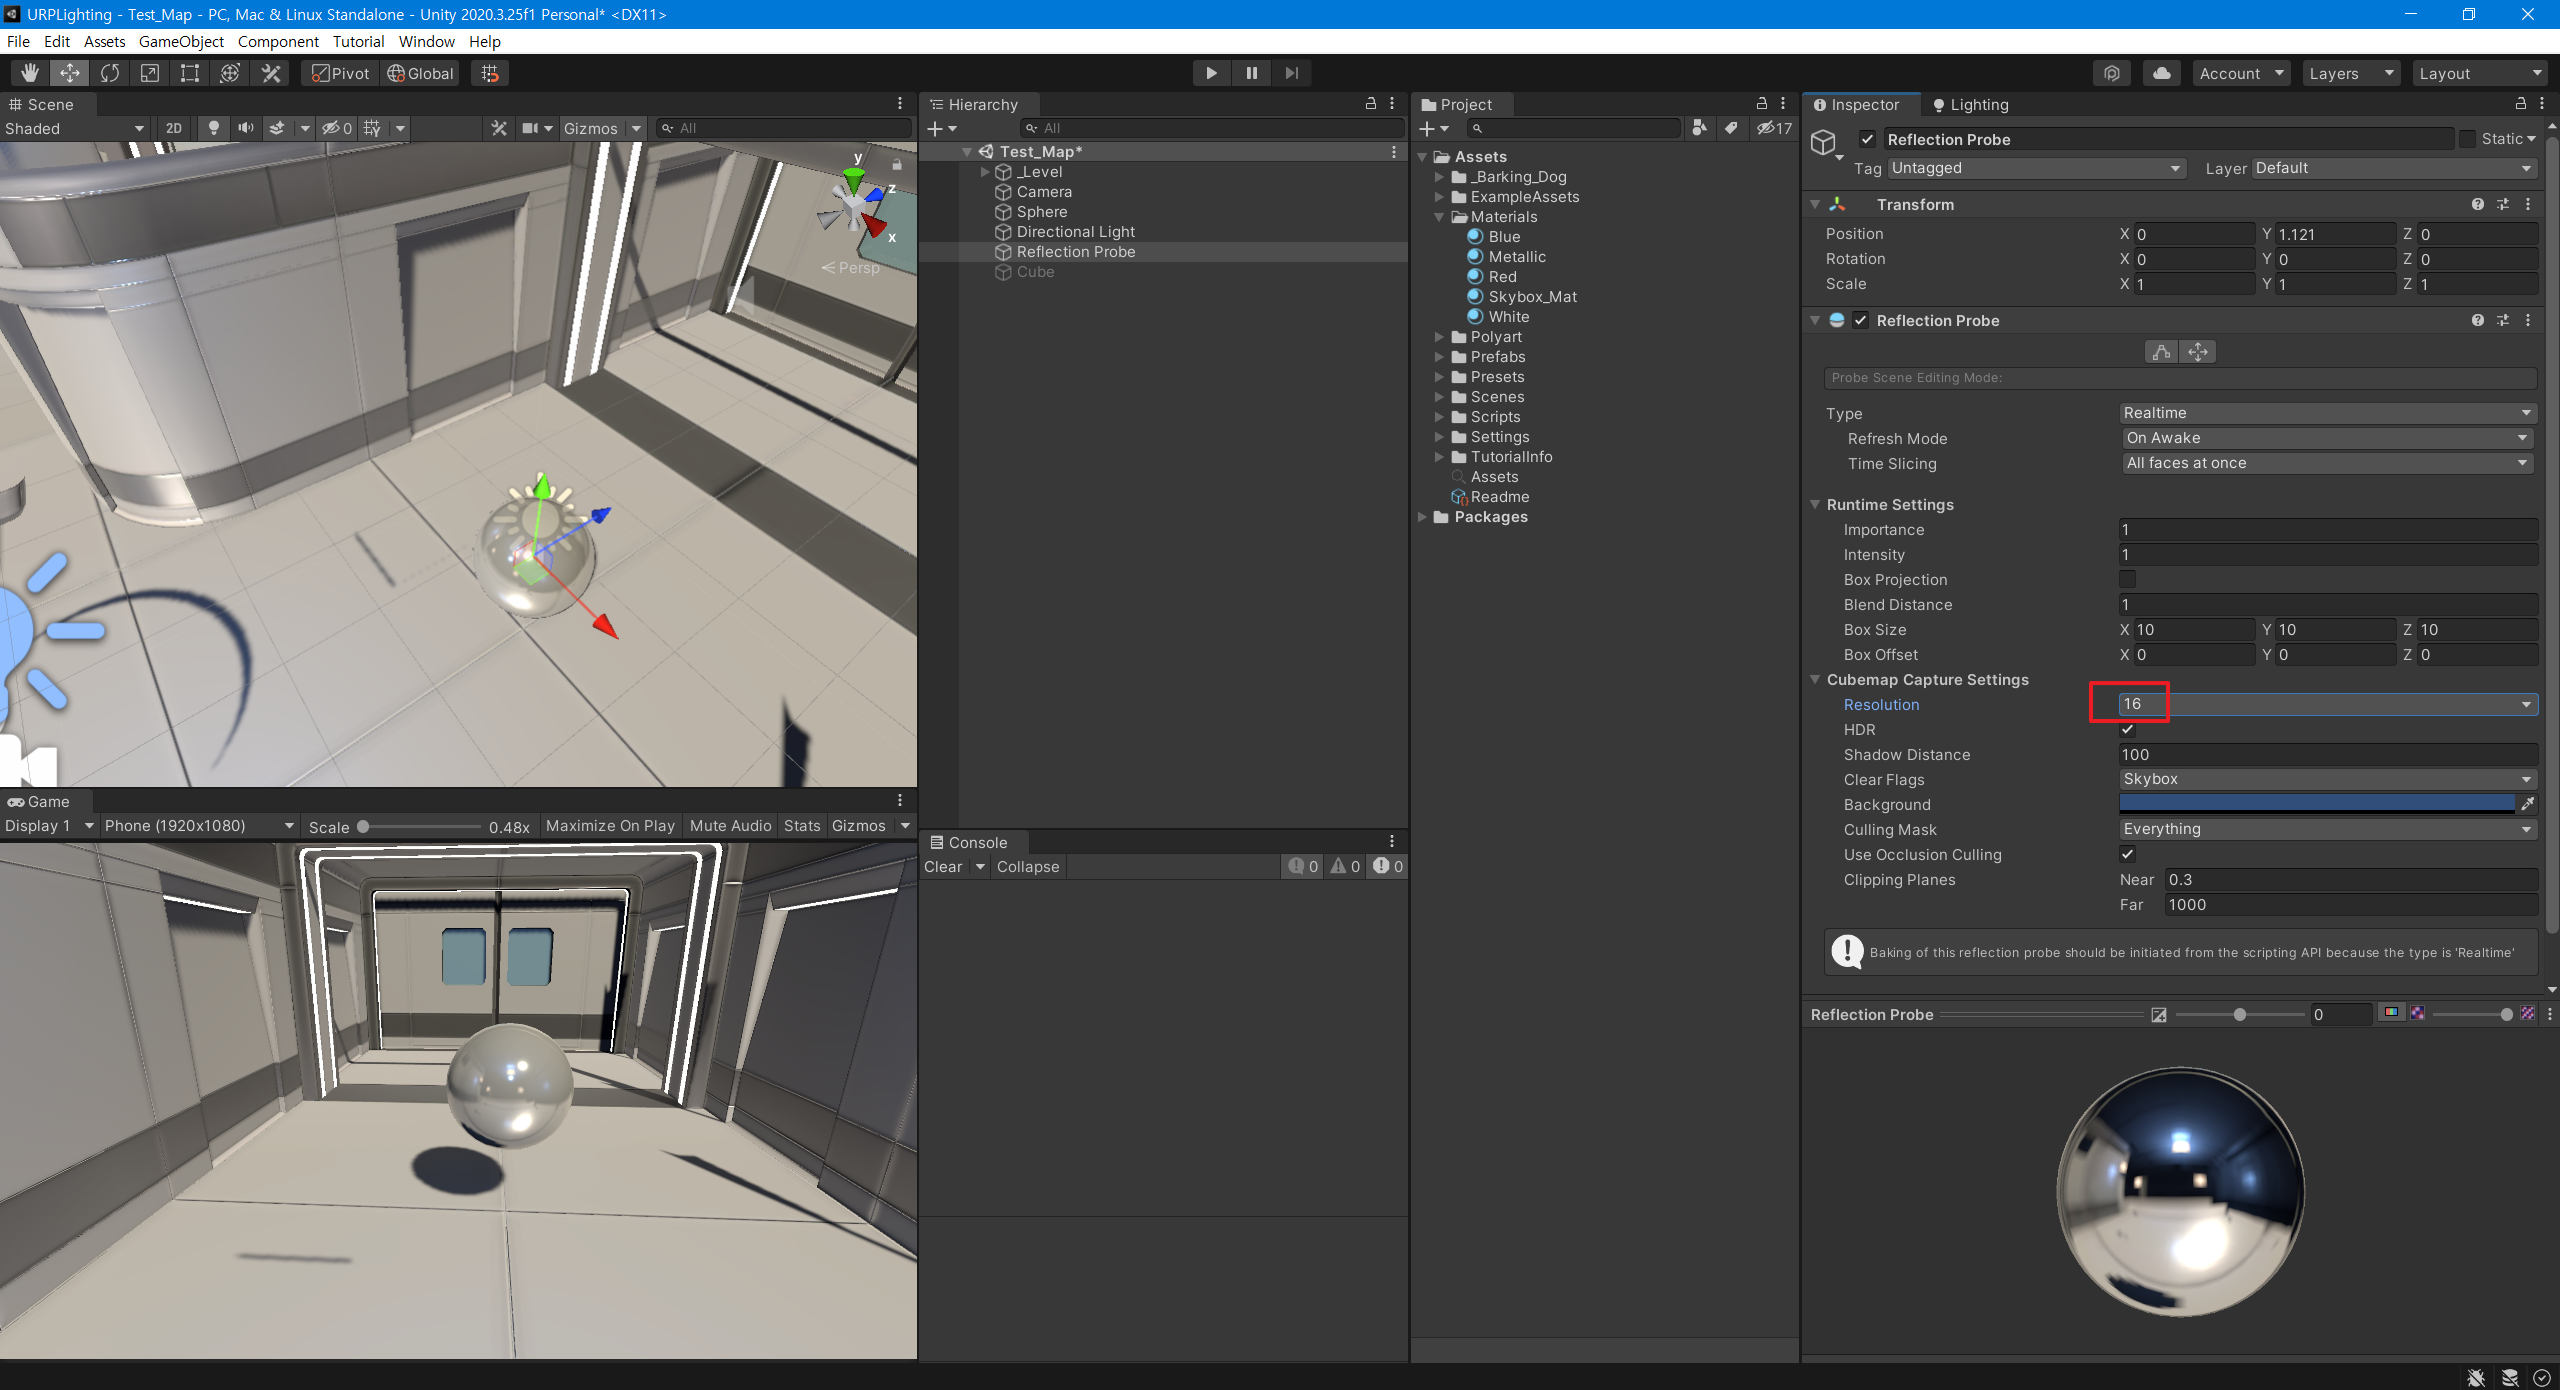 URPLighting - Test_Map - PC, Mac & Linux Standalone - Unity 2020.3.25f1 Personal* <DX11>
File Edit Assets GameObject Component Tutorial Window Help
Pivot Global
Account Layers Layout
Scene
Shaded 2D 0 Gizmos All
y
z
x
Persp
Game
Display 1 Phone (1920x1080) Scale 0.48x Maximize On Play Mute Audio Stats Gizmos
Hierarchy
All
Test_Map*
_Level
Camera
Sphere
Directional Light
Reflection Probe
Cube
Console
Clear Collapse 0 0 0
Project
17
Assets
_Barking_Dog
ExampleAssets
Materials
Blue
Metallic
Red
Skybox_Mat
White
Polyart
Prefabs
Presets
Scenes
Scripts
Settings
TutorialInfo
Assets
Readme
Packages
Inspector Lighting
Reflection Probe Static
Tag Untagged Layer Default
Transform
Position X 0 Y 1.121 Z 0
Rotation X 0 Y 0 Z 0
Scale X 1 Y 1 Z 1
Reflection Probe
Probe Scene Editing Mode:
Type Realtime
Refresh Mode On Awake
Time Slicing All faces at once
Runtime Settings
Importance 1
Intensity 1
Box Projection
Blend Distance 1
Box Size X 10 Y 10 Z 10
Box Offset X 0 Y 0 Z 0
Cubemap Capture Settings
Resolution 16
HDR
Shadow Distance 100
Clear Flags Skybox
Background
Culling Mask Everything
Use Occlusion Culling
Clipping Planes Near 0.3
Far 1000
Baking of this reflection probe should be initiated from the scripting API because the type is 'Realtime'
Reflection Probe 0